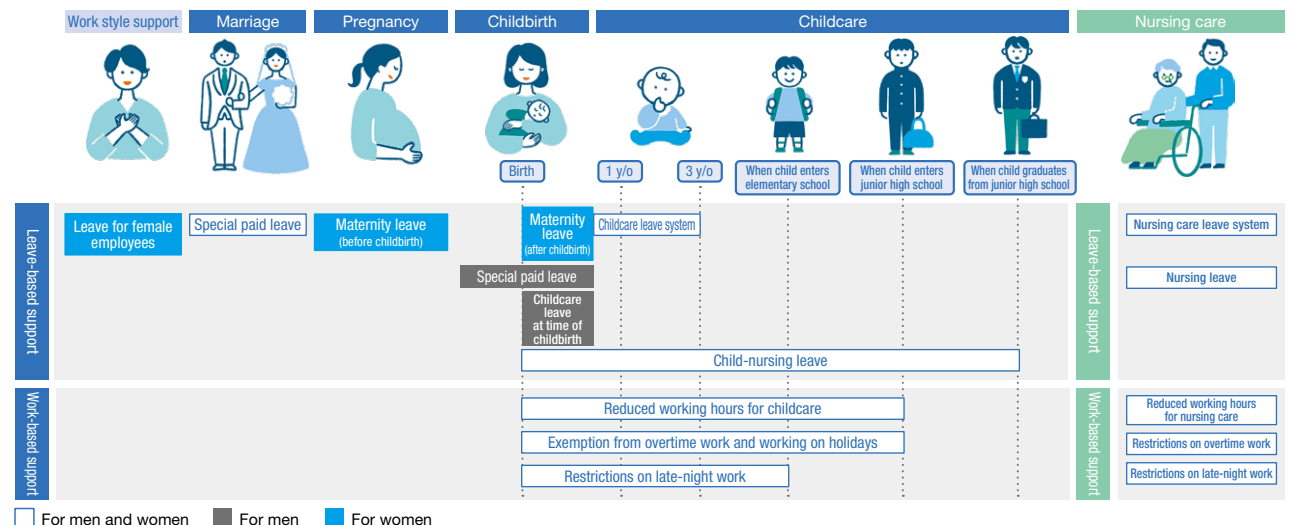 Work style support
Marriage
Pregnancy
Childbirth
Childcare
Nursing care
Birth
1 y/o
3 y/o
When child enters
elementary school
When child enters
junior high school
When child graduates
from junior high school
Leave-based support
Leave for female
employees
Special paid leave
Maternity leave
(before childbirth)
Maternity
leave
(after childbirth)
Childcare leave system
Special paid leave
Childcare
leave
at time of
childbirth
Child-nursing leave
Leave-based support
Nursing care leave system
Nursing leave
Work-based support
Reduced working hours for childcare
Exemption from overtime work and working on holidays
Restrictions on late-night work
Work-based support
Reduced working hours
for nursing care
Restrictions on overtime work
Restrictions on late-night work
For men and women
For men
For women